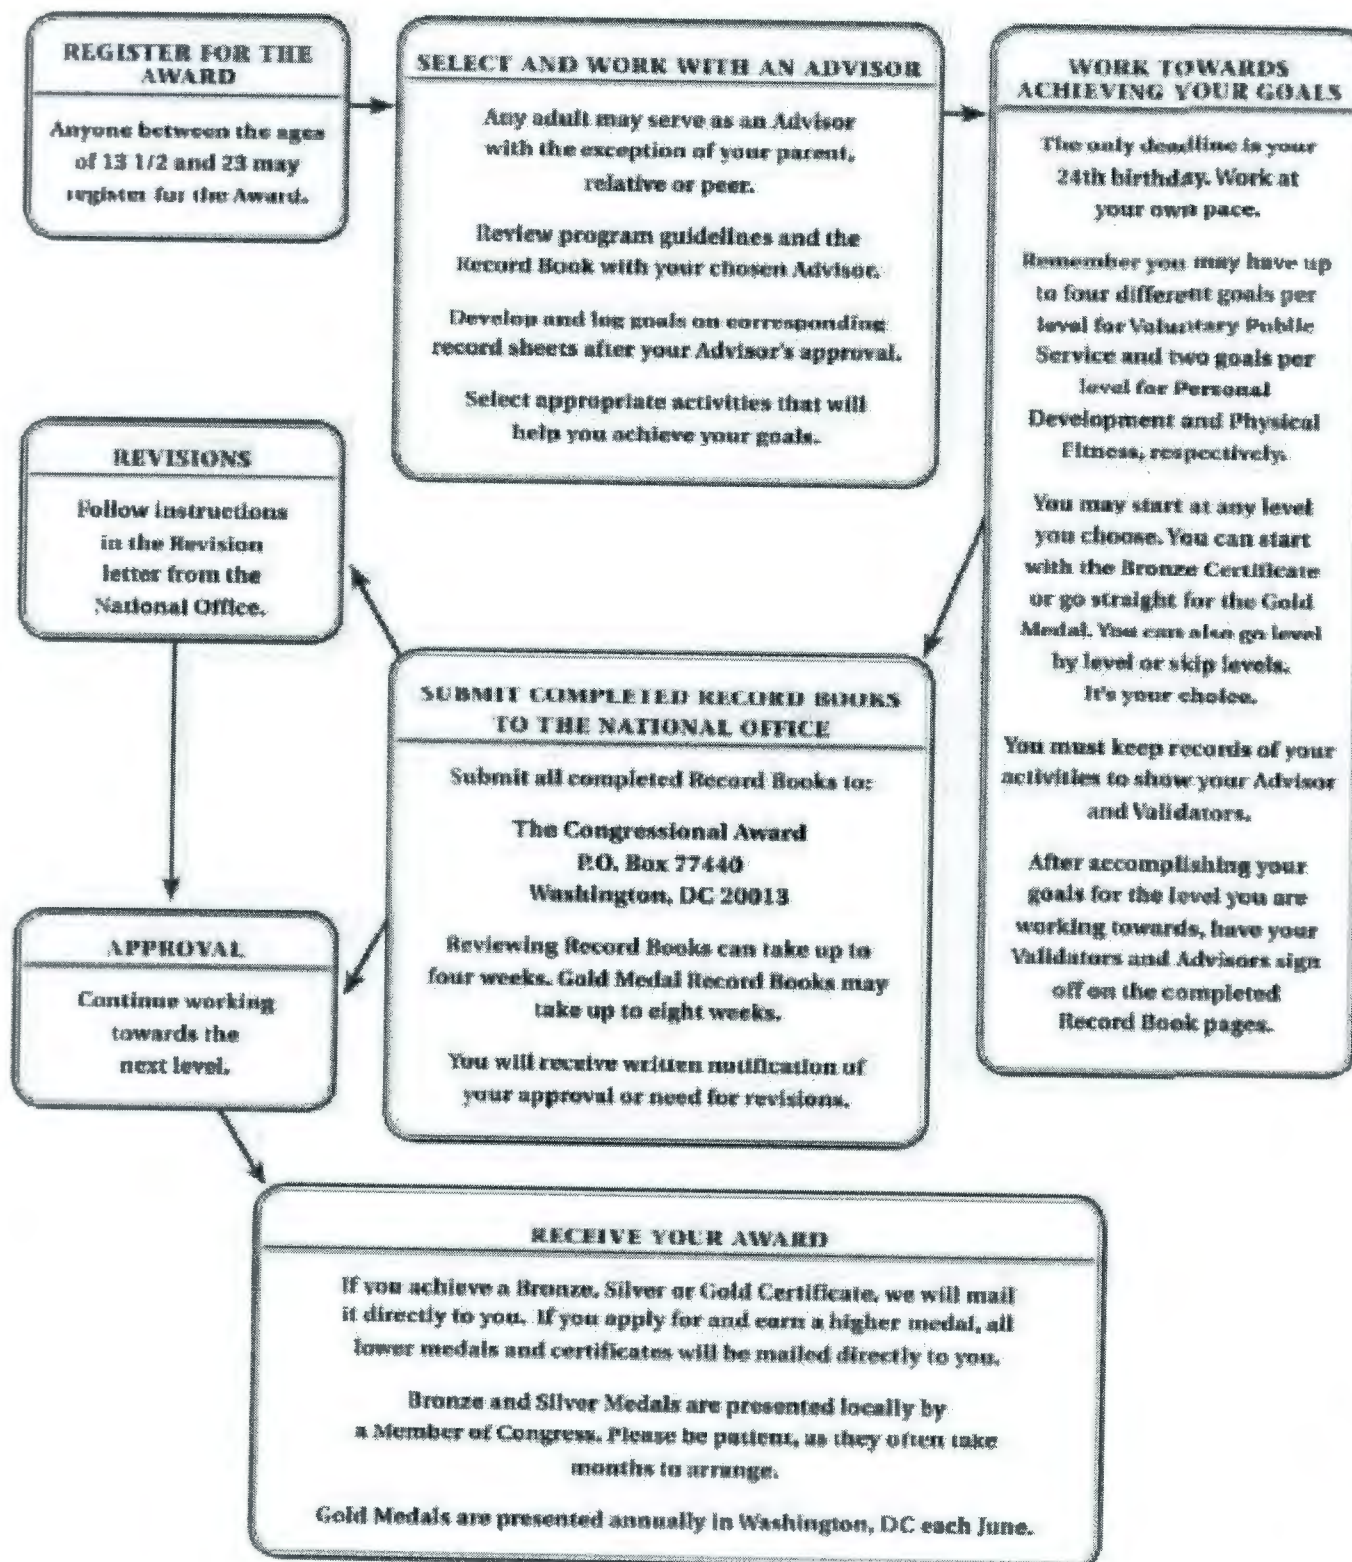 REGISTER FOR THE
AWARD
Anyone between the ages
of 13 1/2 and 23 may
register for the Award.
SELECT AND WORK WITH AN ADVISOR
Any adult may serve as an Advisor
with the exception of your parent,
relative or peer.
Review program guidelines and the
Record Book with your chosen Advisor.
Develop and log goals on corresponding
record sheets after your Advisor's approval.
Select appropriate activities that will
help you achieve your goals.
WORK TOWARDS
ACHIEVING YOUR GOALS
The only deadline is your
24th birthday. Work at
your own pace.
Remember you may have up
to four different goals per
level for Voluntary Public
Service and two goals per
level for Personal
Development and Physical
Fitness, respectively.
You may start at any level
you choose. You can start
with the Bronze Certificate
or go straight for the Gold
Medal. You can also go level
by level or skip levels.
It's your choice.
You must keep records of your
activities to show your Advisor
and Validators.
After accomplishing your
goals for the level you are
working towards, have your
Validators and Advisors sign
off on the completed
Record Book pages.
SUBMIT COMPLETED RECORD BOOKS
TO THE NATIONAL OFFICE
Submit all completed Record Books to:
The Congressional Award
P.O. Box 77440
Washington, DC 20013
Reviewing Record Books can take up to
four weeks. Gold Medal Record Books may
take up to eight weeks.
You will receive written notification of
your approval or need for revisions.
REVISIONS
Follow instructions
in the Revision
letter from the
National Office.
APPROVAL
Continue working
towards the
next level.
RECEIVE YOUR AWARD
If you achieve a Bronze, Silver or Gold Certificate, we will mail
it directly to you. If you apply for and earn a higher medal, all
lower medals and certificates will be mailed directly to you.
Bronze and Silver Medals are presented locally by
a Member of Congress. Please be patient, as they often take
months to arrange.
Gold Medals are presented annually in Washington, DC each June.